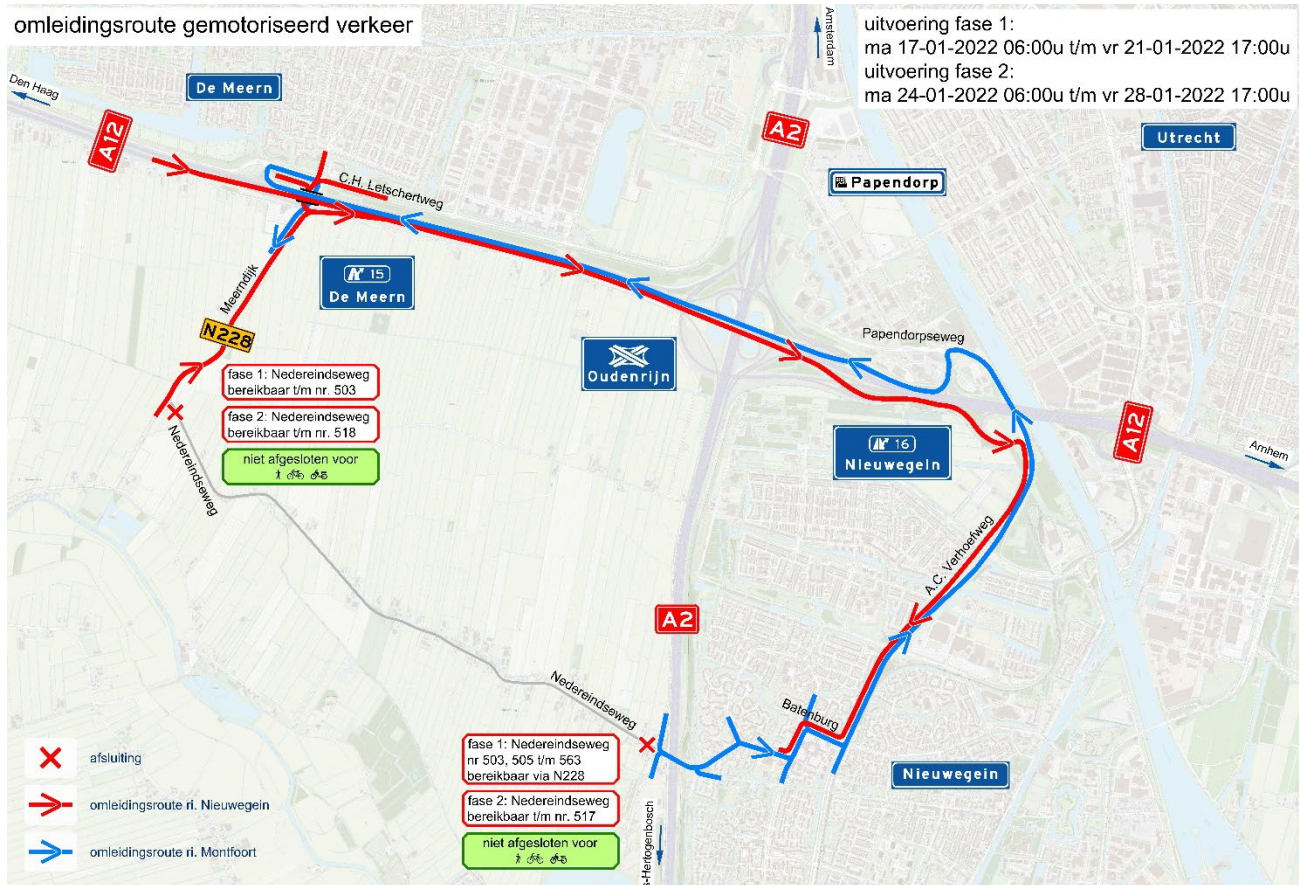 omleidingsroute gemotoriseerd verkeer
uitvoering fase 1:
ma 17-01-2022 06:00u t/m vr 21-01-2022 17:00u
uitvoering fase 2:
ma 24-01-2022 06:00u t/m vr 28-01-2022 17:00u
Amsterdam
Den Haag
De Meern
A12
A2
Utrecht
Papendorp
C.H. Letschertweg
Meerndijk
15
De Meern
N228
Oudenrijn
Papendorpseweg
fase 1: Nedereindseweg
bereikbaar t/m nr. 503
fase 2: Nedereindseweg
bereikbaar t/m nr. 518
niet afgesloten voor
Nedereindseweg
16
Nieuwegein
A12
Arnhem
A.C. Verhoefweg
A2
Nedereindseweg
Batenburg
fase 1: Nedereindseweg
nr 503, 505 t/m 563
bereikbaar via N228
fase 2: Nedereindseweg
bereikbaar t/m nr. 517
niet afgesloten voor
Nieuwegein
s-Hertogenbosch
afsluiting
omleidingsroute ri. Nieuwegein
omleidingsroute ri. Montfoort